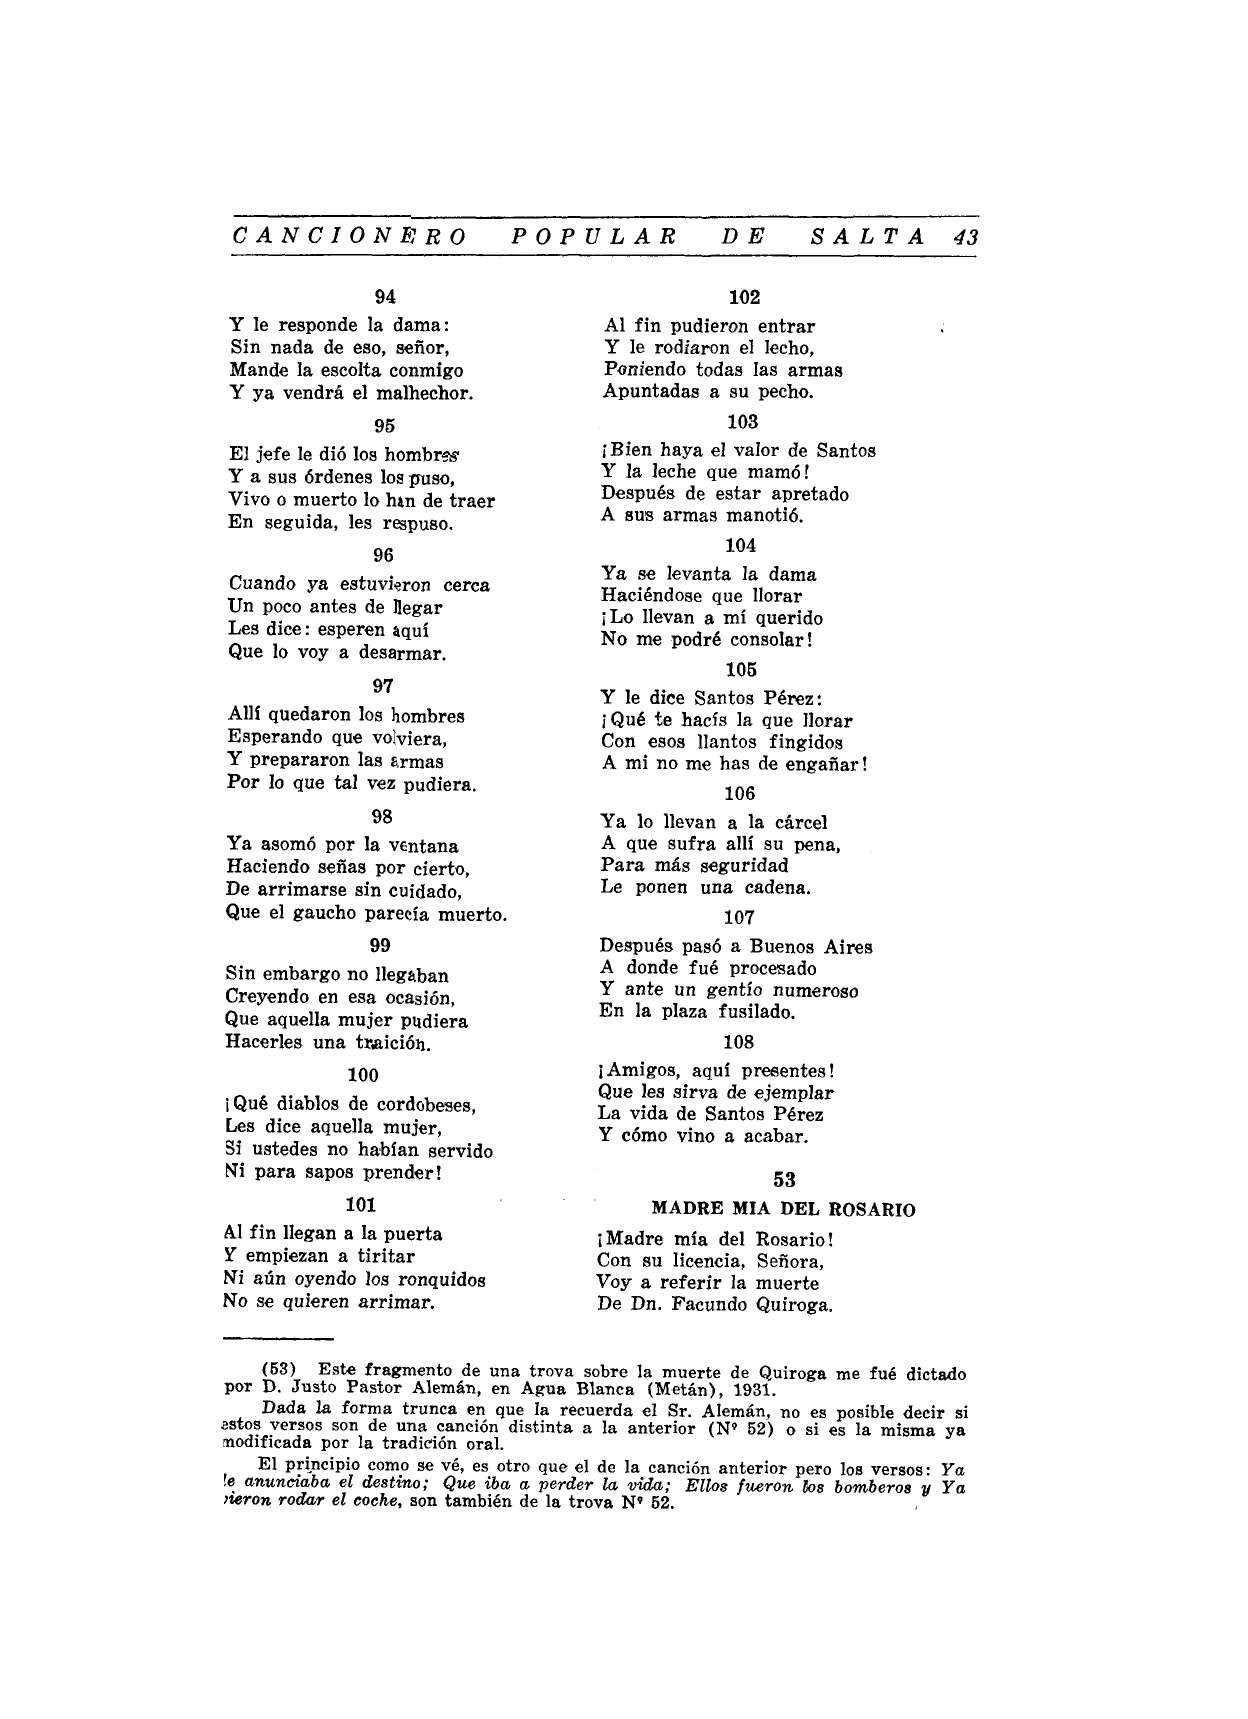 CANCIONERO POPULAR DE SALTA 43
94
Y le responde la dama:
Sin nada de eso, señor,
Mande la escolta conmigo
Y ya vendrá el malhechor.
95
El jefe le dió los hombres
Y a sus órdenes los puso,
Vivo o muerto lo han de traer
En seguida, les respuso.
96
Cuando ya estuvieron cerca
Un poco antes de llegar
Les dice: esperen aquí
Que lo voy a desarmar.
97
Allí quedaron los hombres
Esperando que volviera,
Y prepararon las armas
Por lo que tal vez pudiera.
98
Ya asomó por la ventana
Haciendo señas por cierto,
De arrimarse sin cuidado,
Que el gaucho parecía muerto.
99
Sin embargo no llegaban
Creyendo en esa ocasión,
Que aquella mujer pudiera
Hacerles una traición.
100
¡Qué diablos de cordobeses,
Les dice aquella mujer,
Si ustedes no habían servido
Ni para sapos prender!
101
Al fin llegan a la puerta
Y empiezan a tiritar
Ni aún oyendo los ronquidos
No se quieren arrimar.
102
Al fin pudieron entrar
Y le rodiaron el lecho,
Poniendo todas las armas
Apuntadas a su pecho.
103
¡Bien haya el valor de Santos
Y la leche que mamó!
Después de estar apretado
A sus armas manotió.
104
Ya se levanta la dama
Haciéndose que llorar
¡Lo llevan a mí querido
No me podré consolar!
105
Y le dice Santos Pérez:
¡Qué te hacís la que llorar
Con esos llantos fingidos
A mi no me has de engañar!
106
Ya lo llevan a la cárcel
A que sufra allí su pena,
Para más seguridad
Le ponen una cadena.
107
Después pasó a Buenos Aires
A donde fué procesado
Y ante un gentío numeroso
En la plaza fusilado.
108
¡Amigos, aquí presentes!
Que les sirva de ejemplar
La vida de Santos Pérez
Y cómo vino a acabar.
53
MADRE MIA DEL ROSARIO
¡Madre mía del Rosario!
Con su licencia, Señora,
Voy a referir la muerte
De Dn. Facundo Quiroga.
(53) Este fragmento de una trova sobre la muerte de Quiroga me fué dictado
por D. Justo Pastor Alemán, en Agua Blanca (Metán), 1931.
Dada la forma trunca en que la recuerda el Sr. Alemán, no es posible decir si
estos versos son de una canción distinta a la anterior (Nº 52) o si es la misma ya
modificada por la tradición oral.
El principio como se vé, es otro que el de la canción anterior pero los versos: Ya
le anunciaba el destino; Que iba a perder la vida; Ellos fueron los bomberos y Ya
vieron rodar el coche, son también de la trova Nº 52.